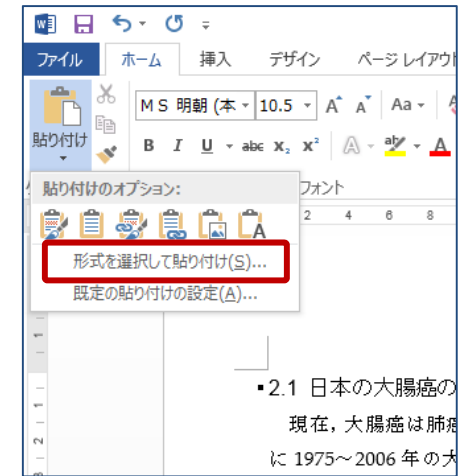 ファイル ホーム 挿入 デザイン ページ レイアウ
MS 明朝 (本 10.5 A A Aa
貼り付け B I U abc X₂ X² A aby A
フォント
貼り付けのオプション:
2 4 6 8
形式を選択して貼り付け(S)...
既定の貼り付けの設定(A)...
▪2.1 日本の大腸癌の
現在,大腸癌は肺癌
に 1975~2006 年の大
1
1
2